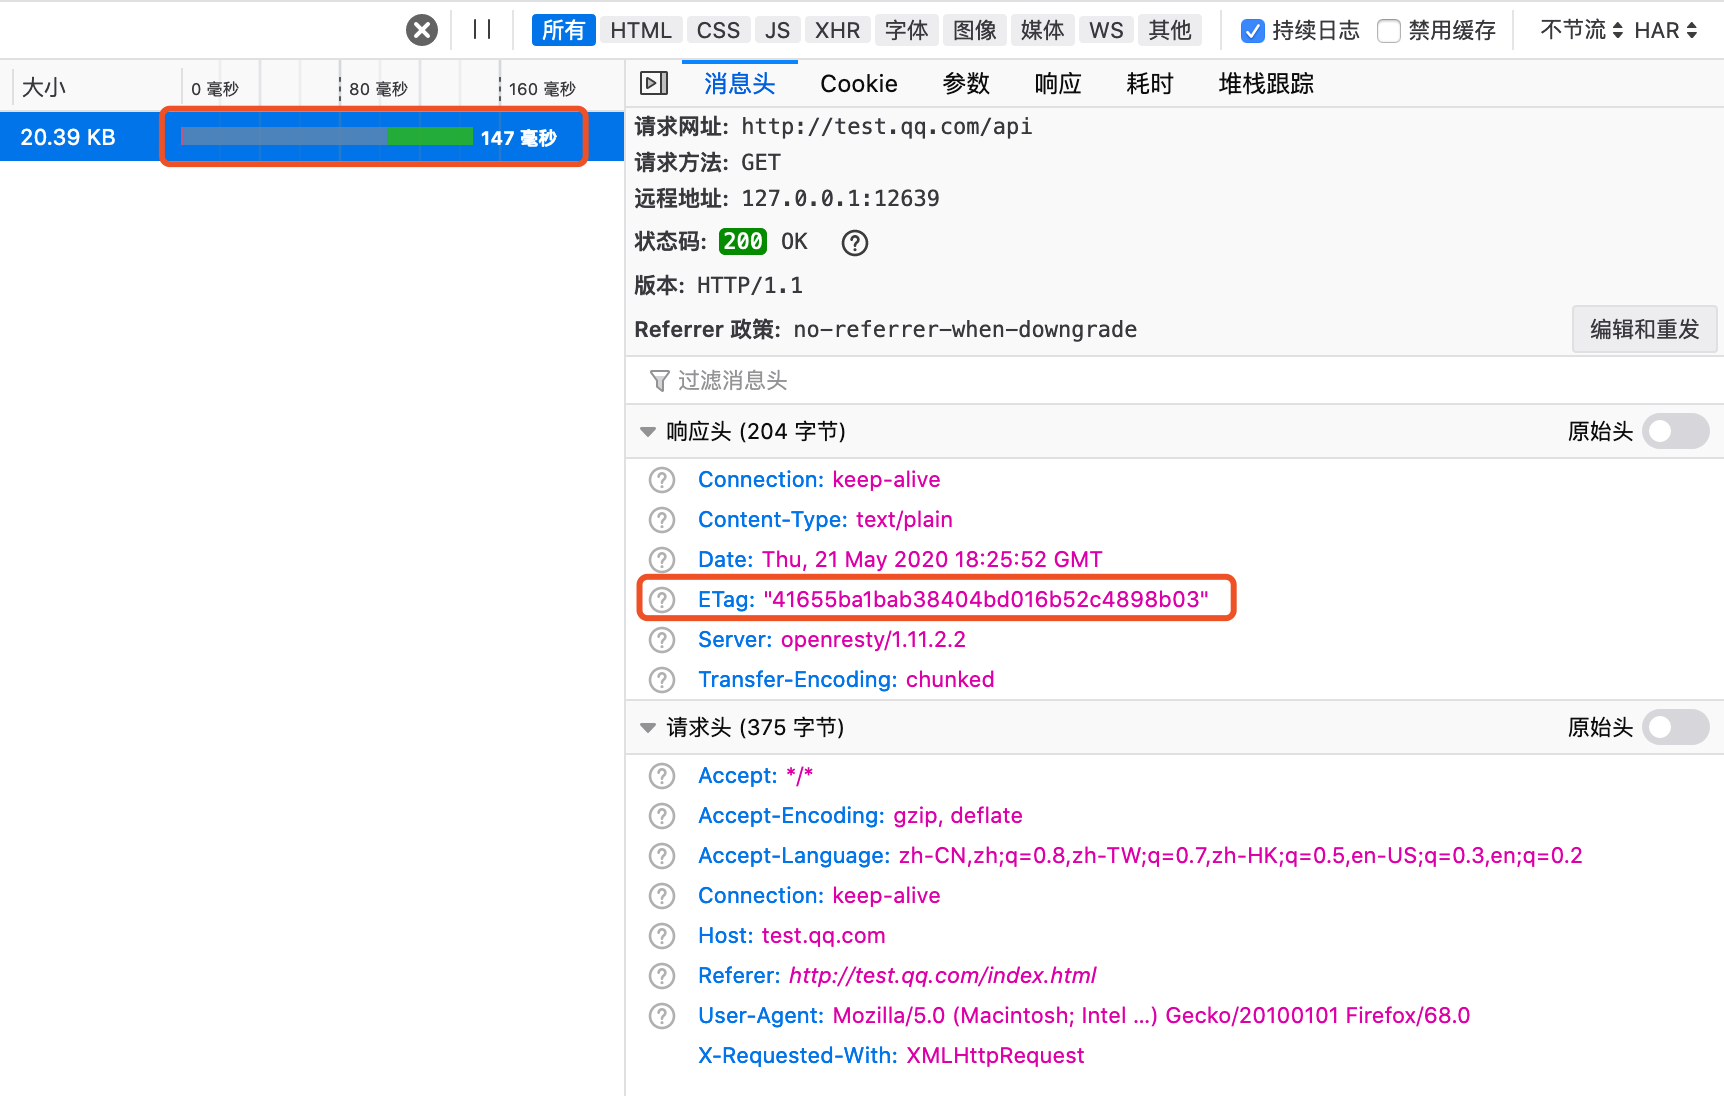 所有 HTML CSS JS XHR 字体 图像 媒体 WS 其他 持续日志 禁用缓存 不节流 HAR
大小 0 毫秒 80 毫秒 160 毫秒
20.39 KB 147 毫秒
消息头 Cookie 参数 响应 耗时 堆栈跟踪
请求网址: http://test.qq.com/api
请求方法: GET
远程地址: 127.0.0.1:12639
状态码: 200 OK ?
版本: HTTP/1.1
Referrer 政策: no-referrer-when-downgrade 编辑和重发
过滤消息头
响应头 (204 字节) 原始头
? Connection: keep-alive
? Content-Type: text/plain
? Date: Thu, 21 May 2020 18:25:52 GMT
? ETag: "41655ba1bab38404bd016b52c4898b03"
? Server: openresty/1.11.2.2
? Transfer-Encoding: chunked
请求头 (375 字节) 原始头
? Accept: */*
? Accept-Encoding: gzip, deflate
? Accept-Language: zh-CN,zh;q=0.8,zh-TW;q=0.7,zh-HK;q=0.5,en-US;q=0.3,en;q=0.2
? Connection: keep-alive
? Host: test.qq.com
? Referer: http://test.qq.com/index.html
? User-Agent: Mozilla/5.0 (Macintosh; Intel ...) Gecko/20100101 Firefox/68.0
X-Requested-With: XMLHttpRequest